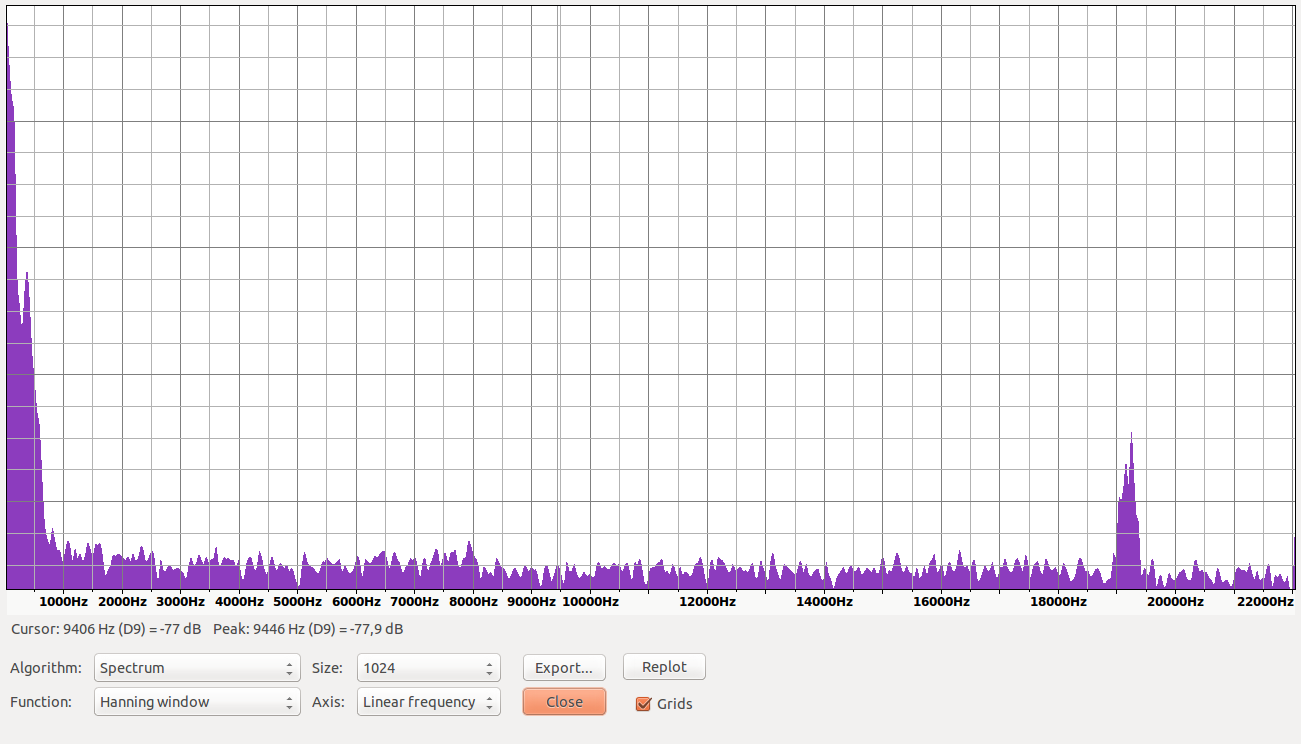 1000Hz 2000Hz 3000Hz 4000Hz 5000Hz 6000Hz 7000Hz 8000Hz 9000Hz 10000Hz 12000Hz 14000Hz 16000Hz 18000Hz 20000Hz 22000Hz
Cursor: 9406 Hz (D9) = -77 dB Peak: 9446 Hz (D9) = -77,9 dB
Algorithm: Spectrum Size: 1024 Export... Replot
Function: Hanning window Axis: Linear frequency Close Grids